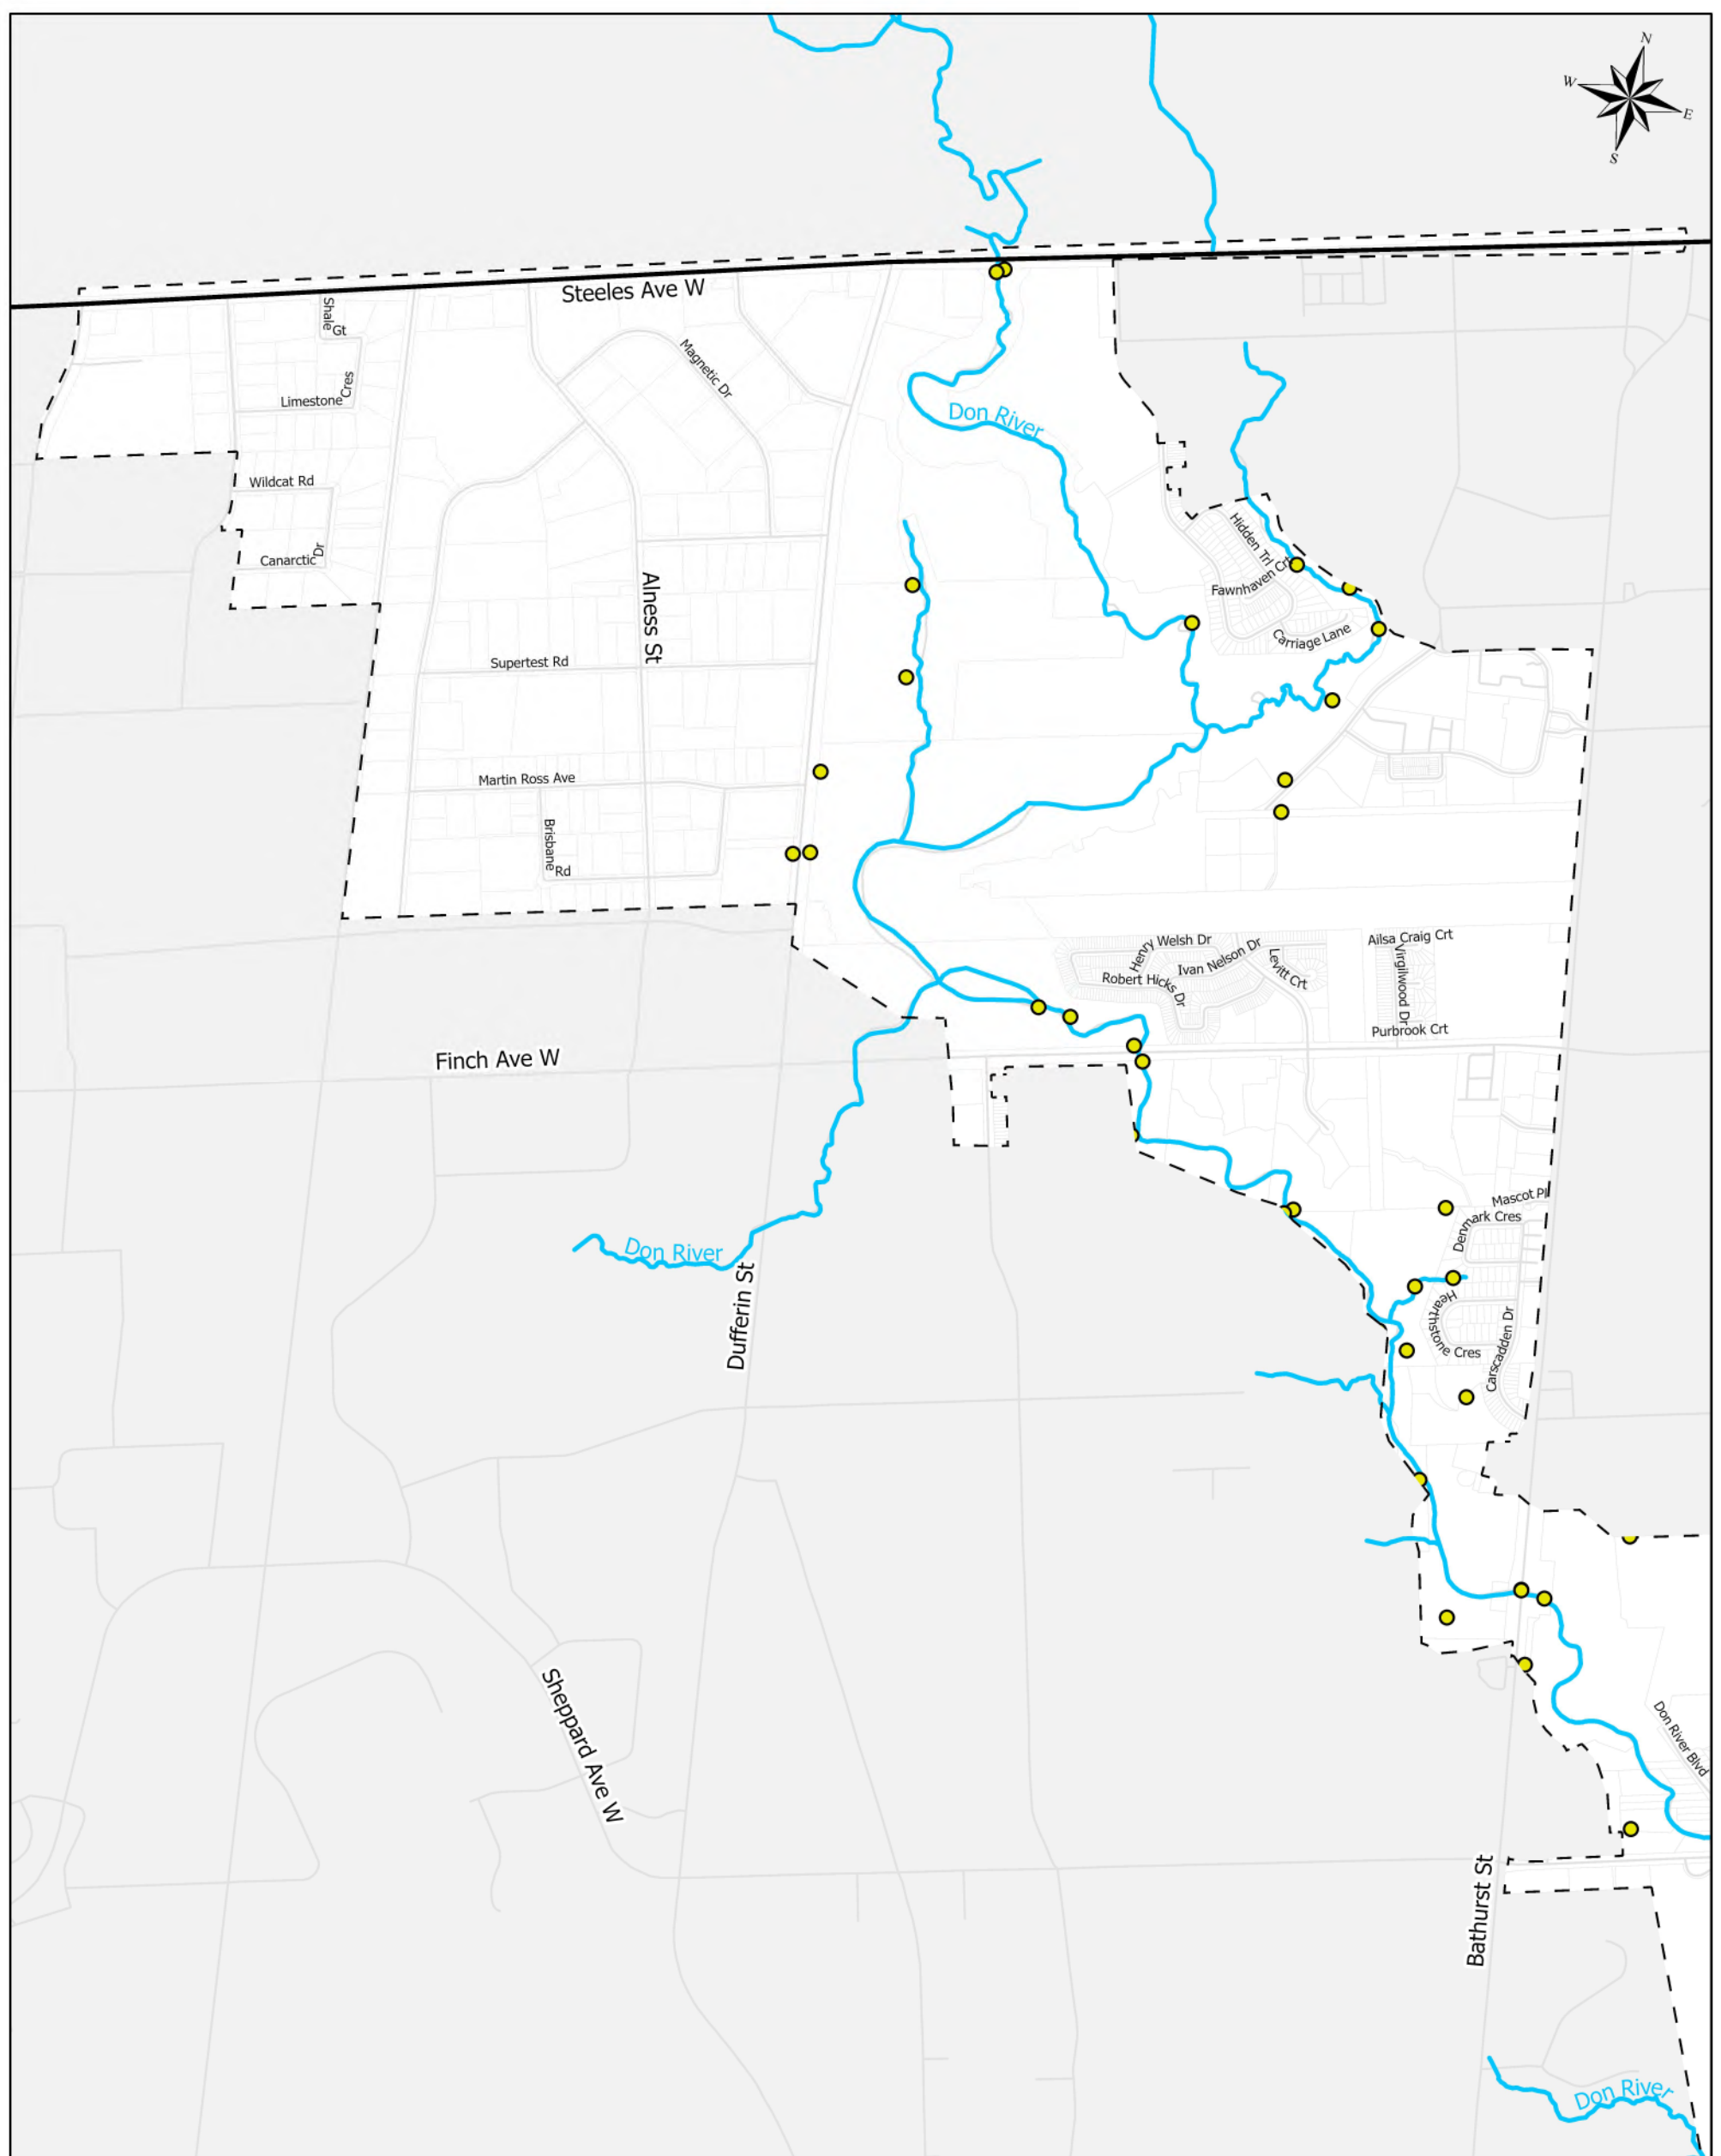 N
W
E
S
Steeles Ave W
Shale
Gt
Limestone
Cres
Magnetic Dr
Don River
Wildcat Rd
Canarctic
Dr
Hidden Trl
Fawnhaven Crt
Carriage Lane
Alness St
Supertest Rd
Martin Ross Ave
Brisbane
Rd
Henry Welsh Dr
Ivan Nelson Dr
Robert Hicks Dr
Levitt Crt
Ailsa Craig Crt
Virgilwood Dr
Purbrook Crt
Finch Ave W
Mascot Pl
Denmark Cres
Don River
Dufferin St
Hearthstone Cres
Carscadden Dr
Sheppard Ave W
Don River Blvd
Bathurst St
Don River